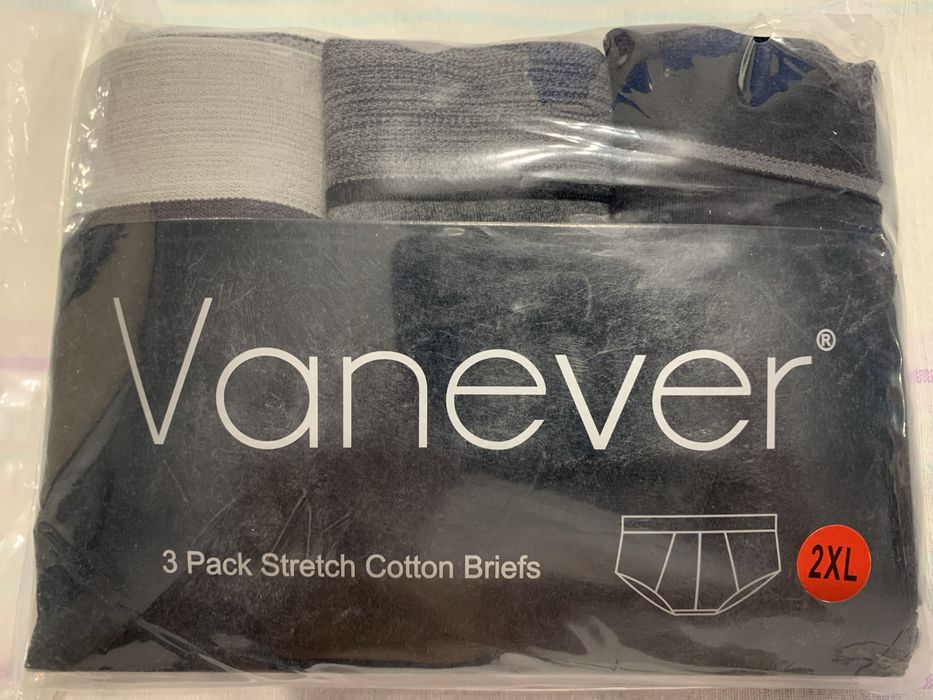 Vanever®
3 Pack Stretch Cotton Briefs
2XL